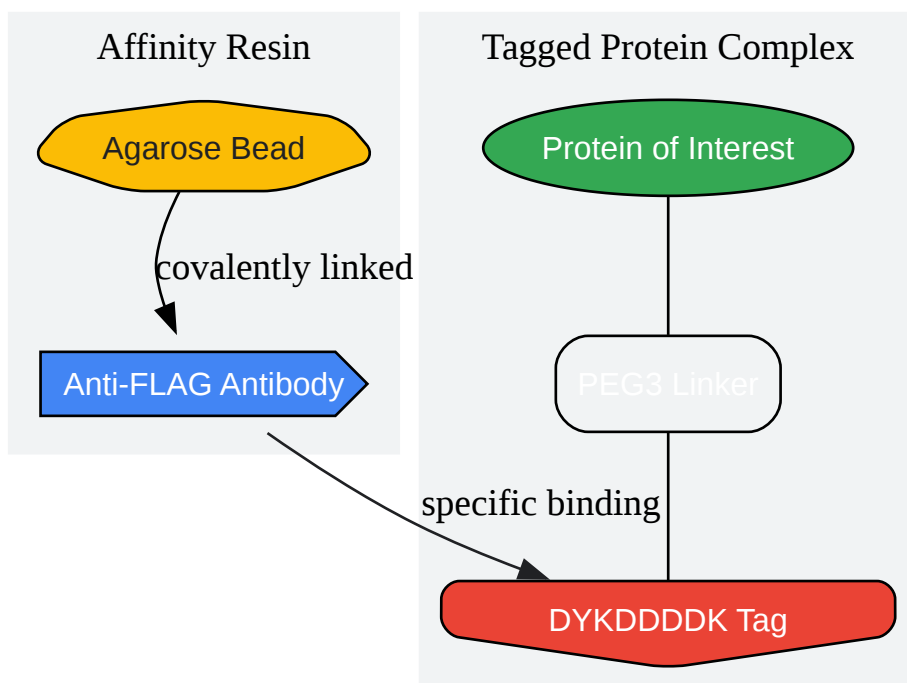 Affinity Resin
Agarose Bead
covalently linked
Anti-FLAG Antibody
specific binding
Tagged Protein Complex
Protein of Interest
PEG3 Linker
DYKDDDDK Tag